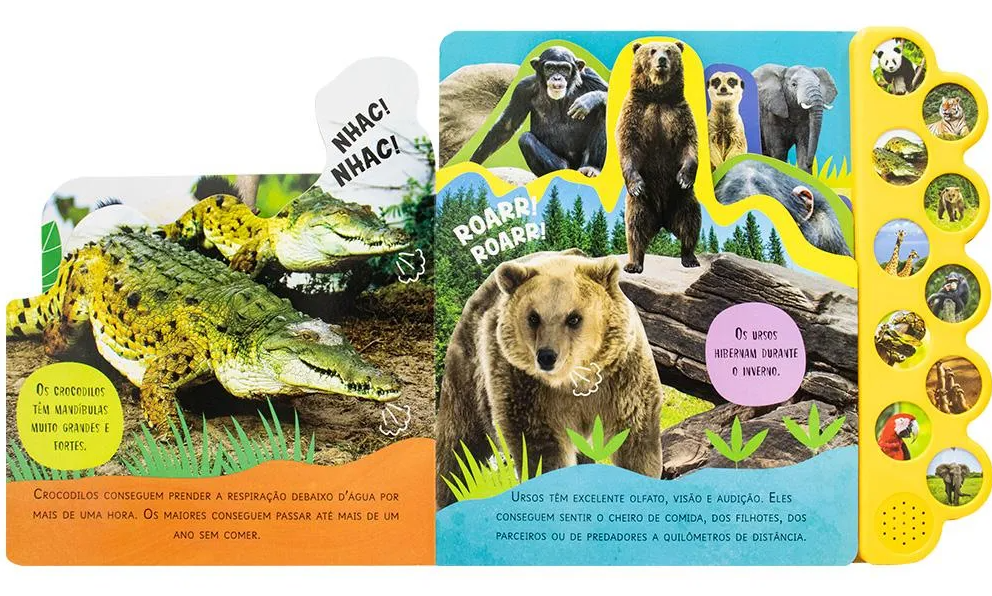 NHAC!
NHAC!
OS CROCODILOS
TÊM MANDÍBULAS
MUITO GRANDES E
FORTES.
CROCODILOS CONSEGUEM PRENDER A RESPIRAÇÃO DEBAIXO D'ÁGUA POR
MAIS DE UMA HORA. OS MAIORES CONSEGUEM PASSAR ATÉ MAIS DE UM
ANO SEM COMER.
ROARR!
ROARR!
OS URSOS
HIBERNAM DURANTE
O INVERNO.
URSOS TÊM EXCELENTE OLFATO, VISÃO E AUDIÇÃO. ELES
CONSEGUEM SENTIR O CHEIRO DE COMIDA, DOS FILHOTES, DOS
PARCEIROS OU DE PREDADORES A QUILÔMETROS DE DISTÂNCIA.